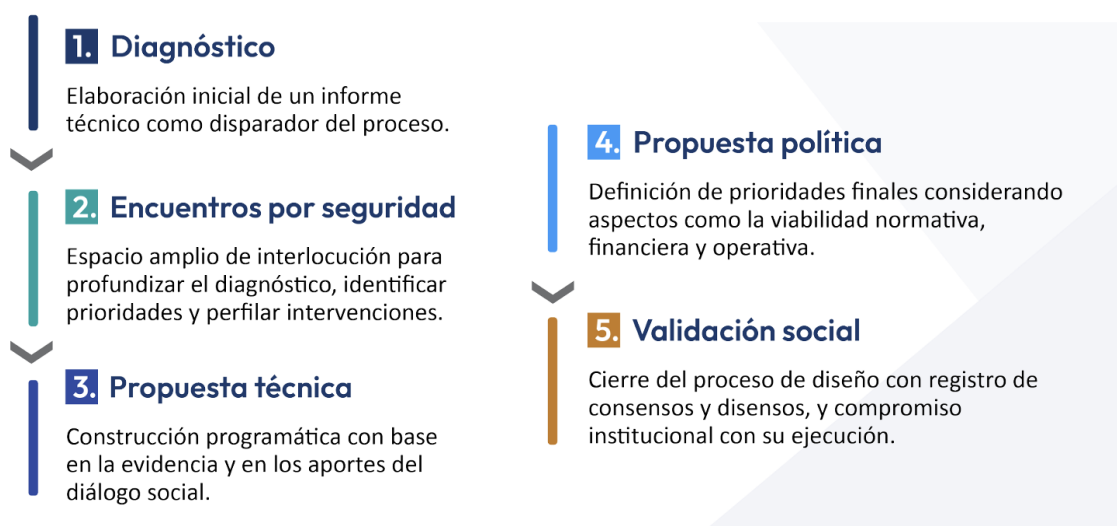 1. Diagnóstico
Elaboración inicial de un informe
técnico como disparador del proceso.
2. Encuentros por seguridad
Espacio amplio de interlocución para
profundizar el diagnóstico, identificar
prioridades y perfilar intervenciones.
3. Propuesta técnica
Construcción programática con base
en la evidencia y en los aportes del
diálogo social.
4. Propuesta política
Definición de prioridades finales considerando
aspectos como la viabilidad normativa,
financiera y operativa.
5. Validación social
Cierre del proceso de diseño con registro de
consensos y disensos, y compromiso
institucional con su ejecución.